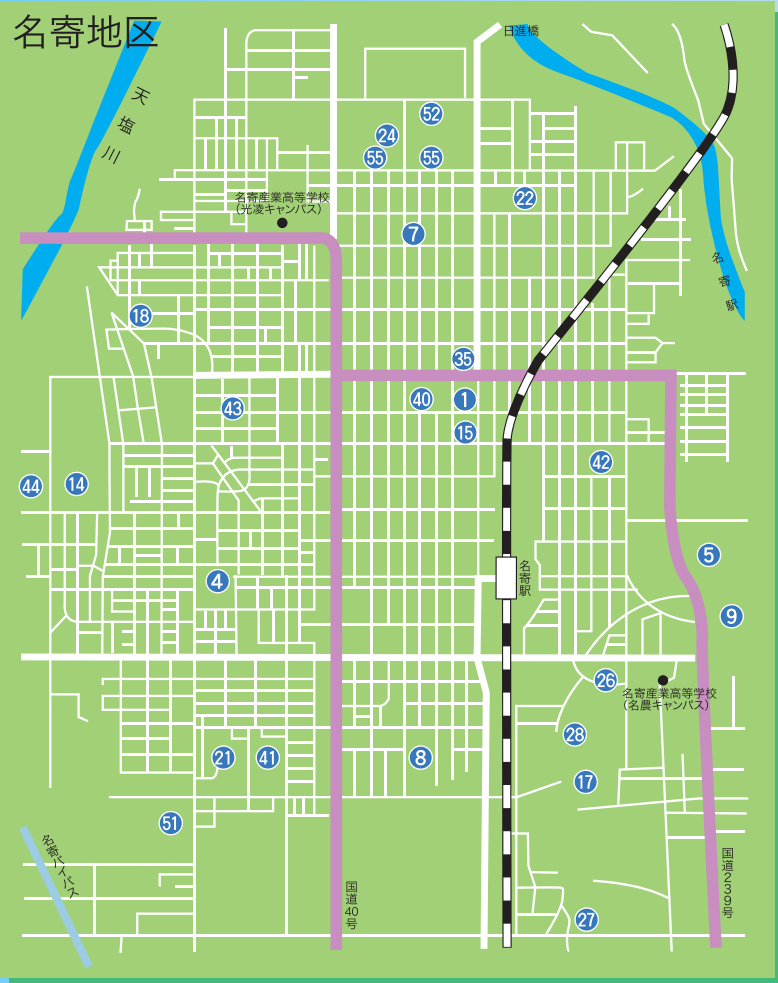 名寄地区
日進橋
天塩川
52
24
55
55
名寄産業高等学校
(光凌キャンパス)
22
7
名寄駅
18
35
40
1
43
15
42
44
14
5
名寄駅
4
9
26
名寄産業高等学校
(名農キャンパス)
28
21
41
8
17
51
名寄バイパス
国道40号
国道239号
27